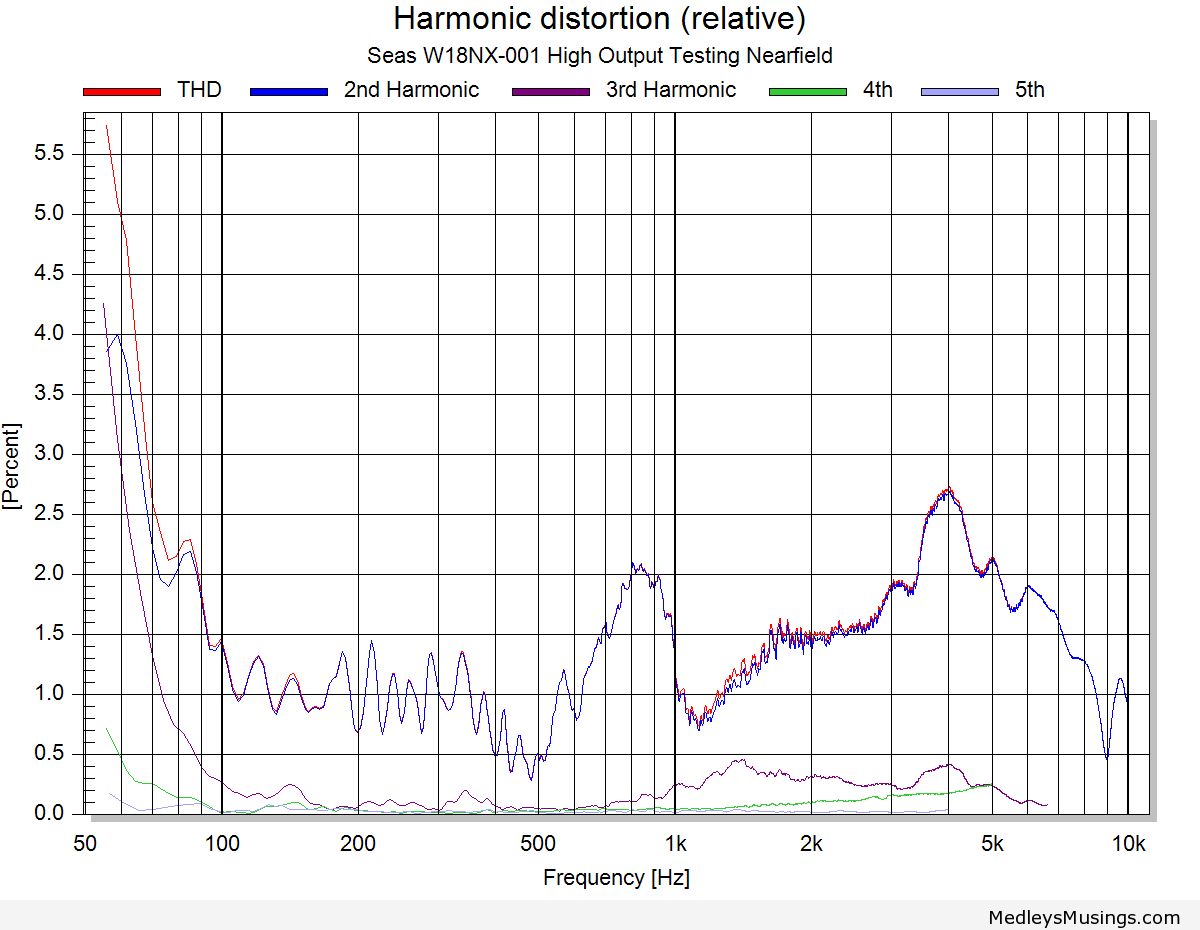 Harmonic distortion (relative)
Seas W18NX-001 High Output Testing Nearfield
THD 2nd Harmonic 3rd Harmonic 4th 5th
5.5
5.0
4.5
4.0
3.5
3.0
[Percent]
2.5
2.0
1.5
1.0
0.5
0.0
50 100 200 500 1k 2k 5k 10k
Frequency [Hz]
MedleysMusings.com